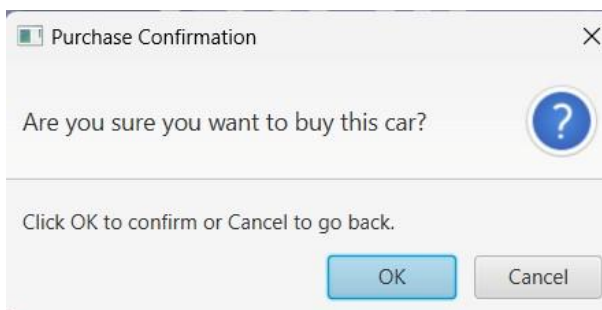 Purchase Confirmation
Are you sure you want to buy this car?
?
Click OK to confirm or Cancel to go back.
OK Cancel